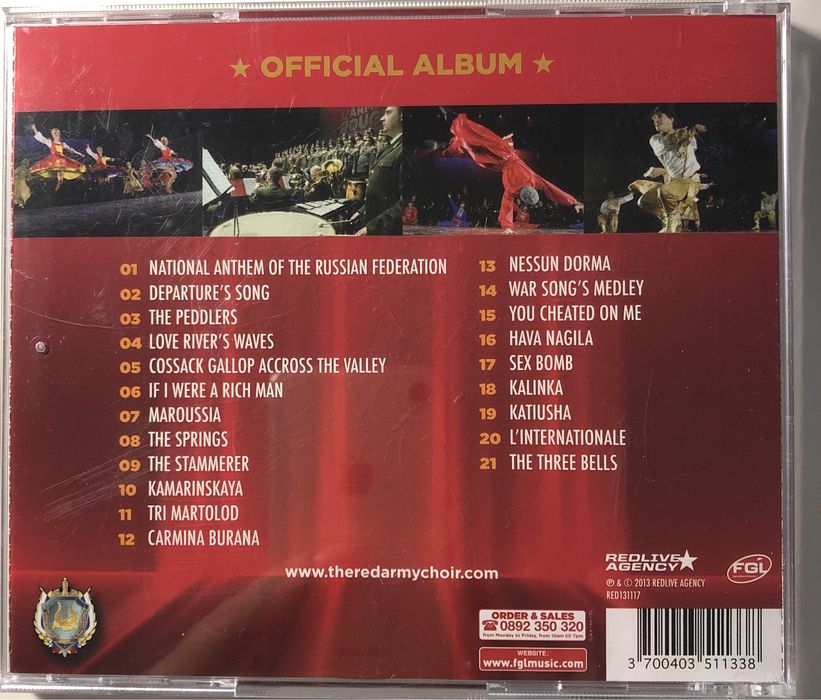 ★ OFFICIAL ALBUM ★
01 NATIONAL ANTHEM OF THE RUSSIAN FEDERATION
02 DEPARTURE'S SONG
03 THE PEDDLERS
04 LOVE RIVER'S WAVES
05 COSSACK GALLOP ACCROSS THE VALLEY
06 IF I WERE A RICH MAN
07 MAROUSSIA
08 THE SPRINGS
09 THE STAMMERER
10 KAMARINSKAYA
11 TRI MARTOLOD
12 CARMINA BURANA
13 NESSUN DORMA
14 WAR SONG'S MEDLEY
15 YOU CHEATED ON ME
16 HAVA NAGILA
17 SEX BOMB
18 KALINKA
19 KATIUSHA
20 L'INTERNATIONALE
21 THE THREE BELLS
www.theredarmychoir.com
REDLIVE★
AGENCY
FGL
productions
℗ & © 2013 REDLIVE AGENCY
RED131117
ORDER & SALES
☎ 0892 350 320
from Monday to Friday, from 10am till 7pm
WEBSITE:
www.fglmusic.com
3 700403 511338